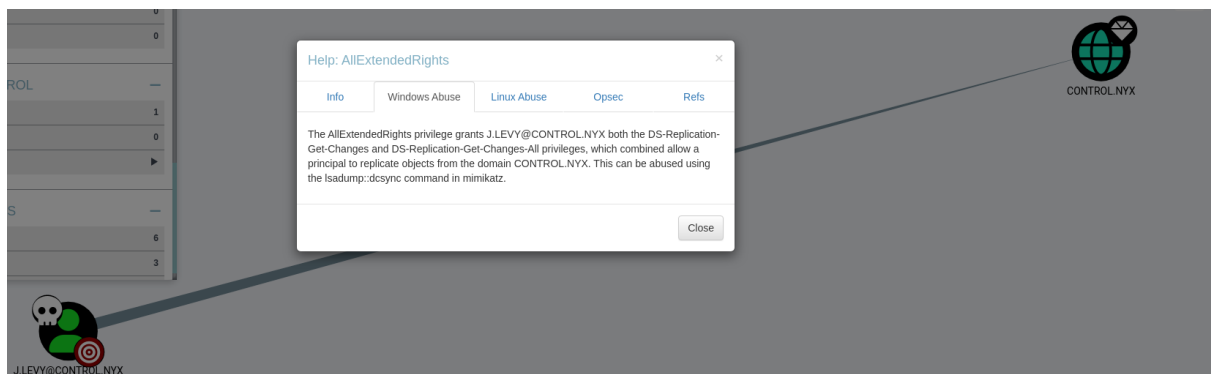 0
0
ROL
1
0
S
6
3
Help: AllExtendedRights ×
Info Windows Abuse Linux Abuse Opsec Refs
The AllExtendedRights privilege grants J.LEVY@CONTROL.NYX both the DS-Replication-
Get-Changes and DS-Replication-Get-Changes-All privileges, which combined allow a
principal to replicate objects from the domain CONTROL.NYX. This can be abused using
the lsadump::dcsync command in mimikatz.
Close
CONTROL.NYX
J.LEVY@CONTROL.NYX